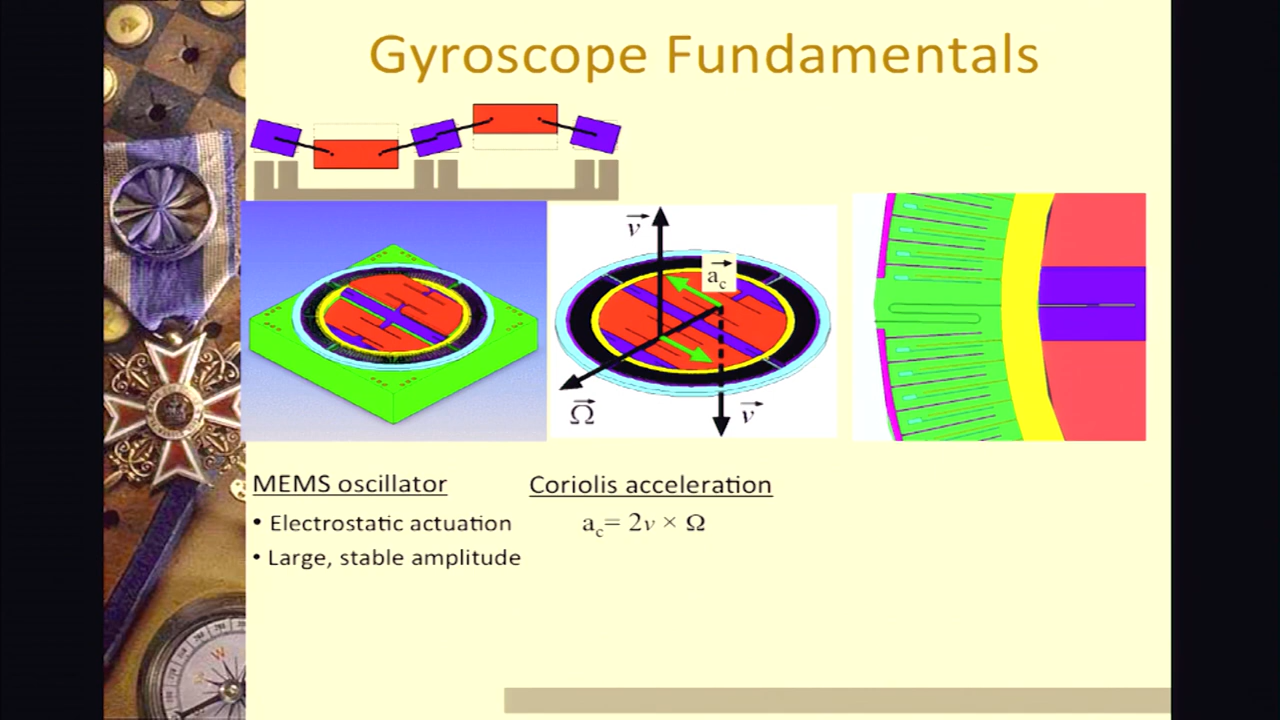 Gyroscope Fundamentals
v
a_c
Ω
v
MEMS oscillator
• Electrostatic actuation
• Large, stable amplitude
Coriolis acceleration
a_c= 2v × Ω
W